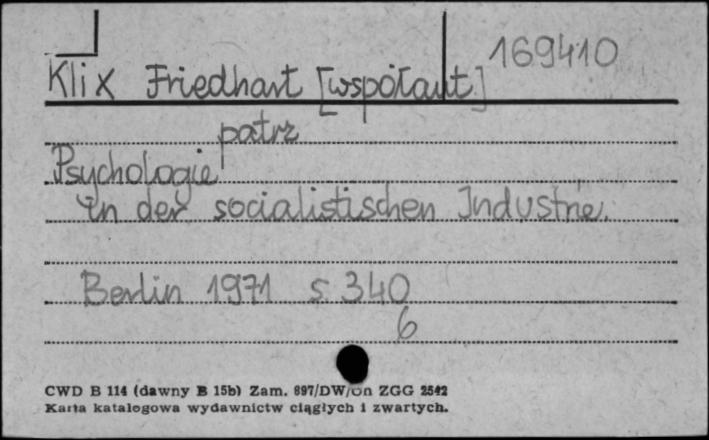 169410
Klix Friedhart [współaut.]
patrz
Psychologie
in der socialistischen Industrie.
Berlin 1971 s 340
6
CWD B 114 (dawny B 15b) Zam. 897/DW/Un ZGG 2542
Karta katalogowa wydawnictw ciągłych i zwartych.